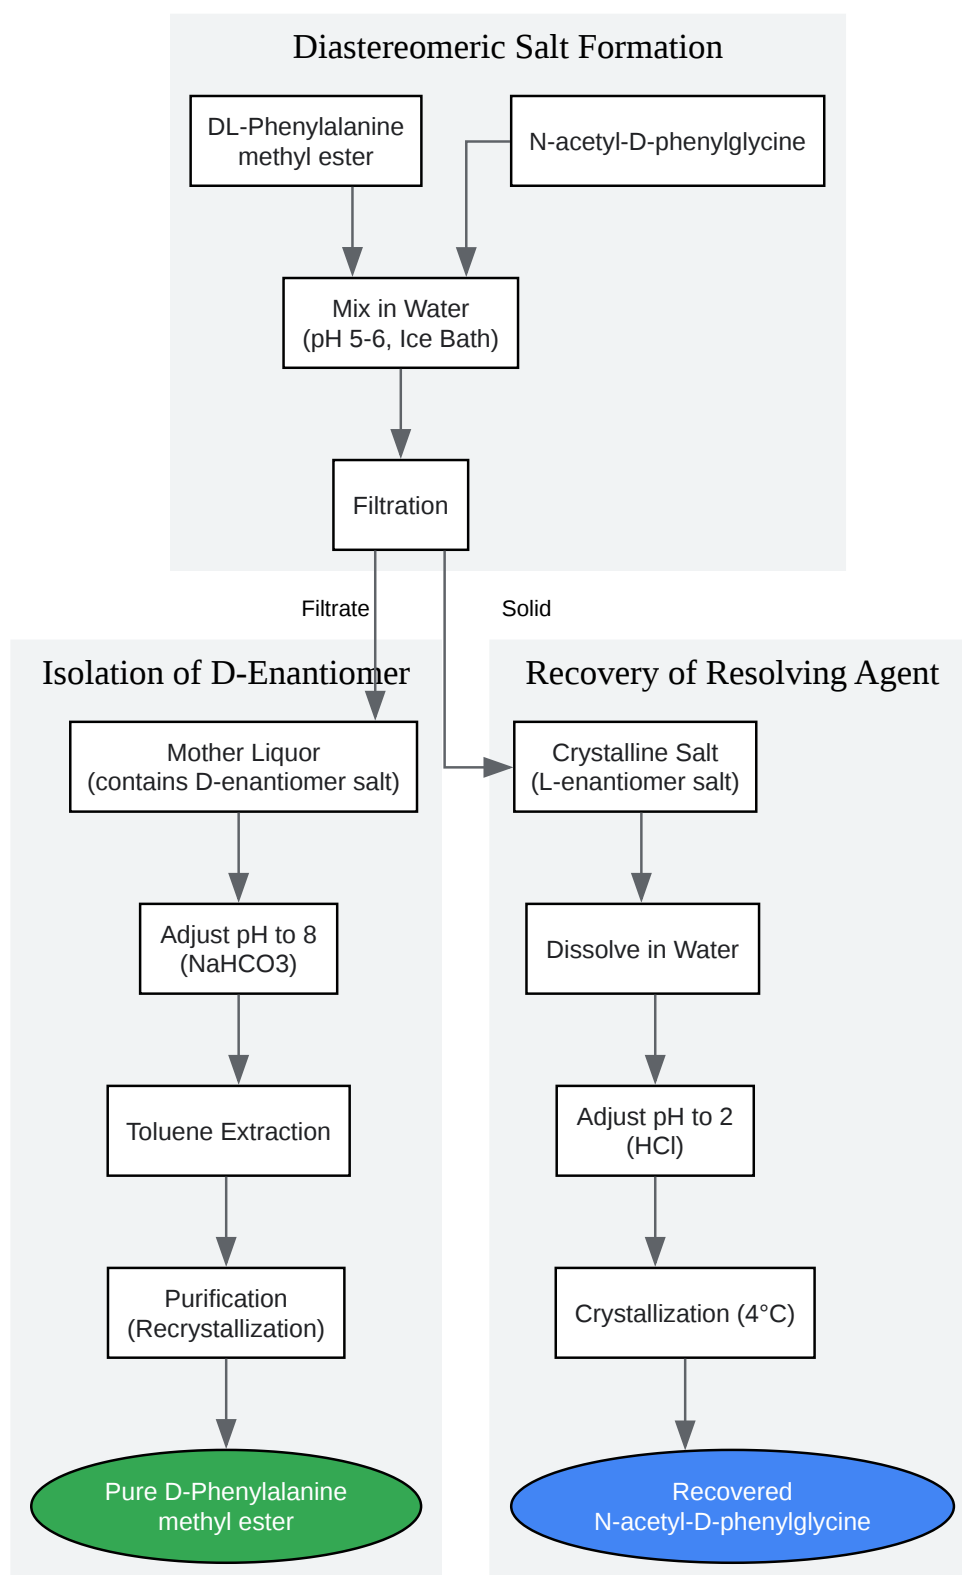 Diastereomeric Salt Formation
DL-Phenylalanine
methyl ester
N-acetyl-D-phenylglycine
Mix in Water
(pH 5-6, Ice Bath)
Filtration
Filtrate
Solid
Isolation of D-Enantiomer
Mother Liquor
(contains D-enantiomer salt)
Adjust pH to 8
(NaHCO3)
Toluene Extraction
Purification
(Recrystallization)
Pure D-Phenylalanine
methyl ester
Recovery of Resolving Agent
Crystalline Salt
(L-enantiomer salt)
Dissolve in Water
Adjust pH to 2
(HCl)
Crystallization (4°C)
Recovered
N-acetyl-D-phenylglycine